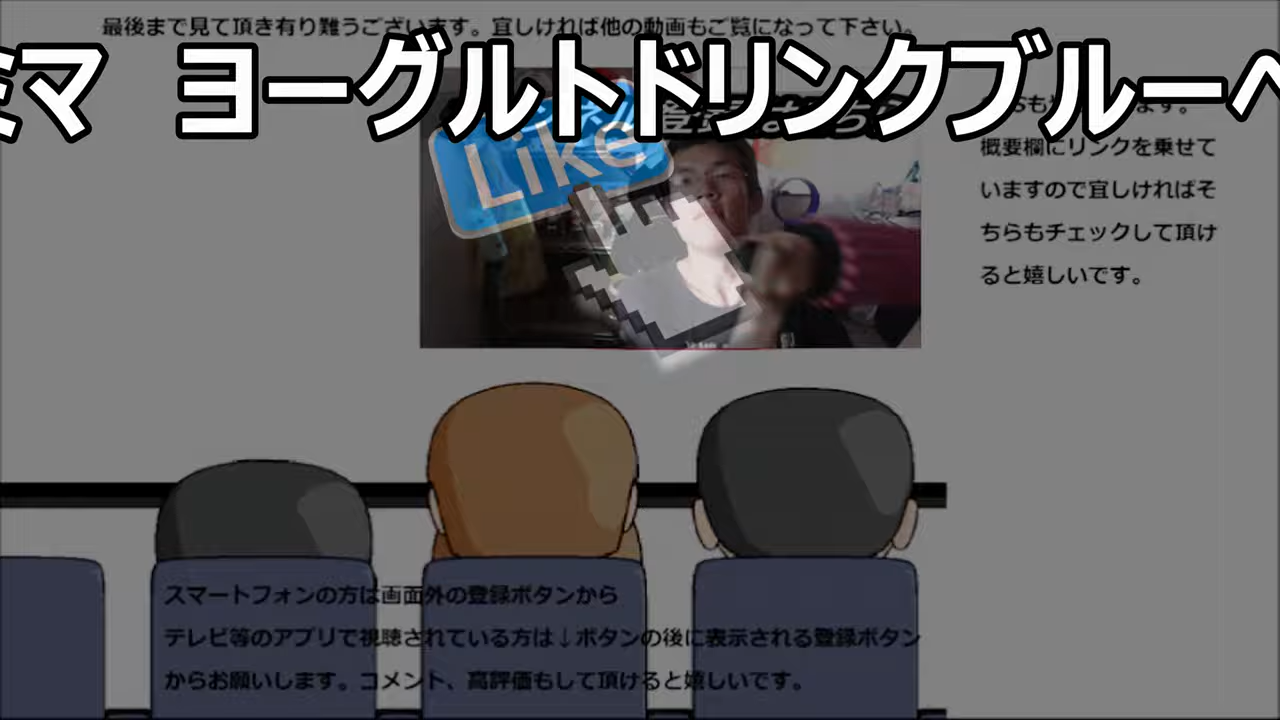 最後まで見て頂き有り難うございます。宜しければ他の動画もご覧になって下さい。
ミマ ヨーグルトドリンクブルーベ
Like
概要欄にリンクを乗せて
いますので宜しければそ
ちらもチェックして頂け
ると嬉しいです。
スマートフォンの方は画面外の登録ボタンから
テレビ等のアプリで視聴されている方は↓ボタンの後に表示される登録ボタン
からお願いします。コメント、高評価もして頂けると嬉しいです。